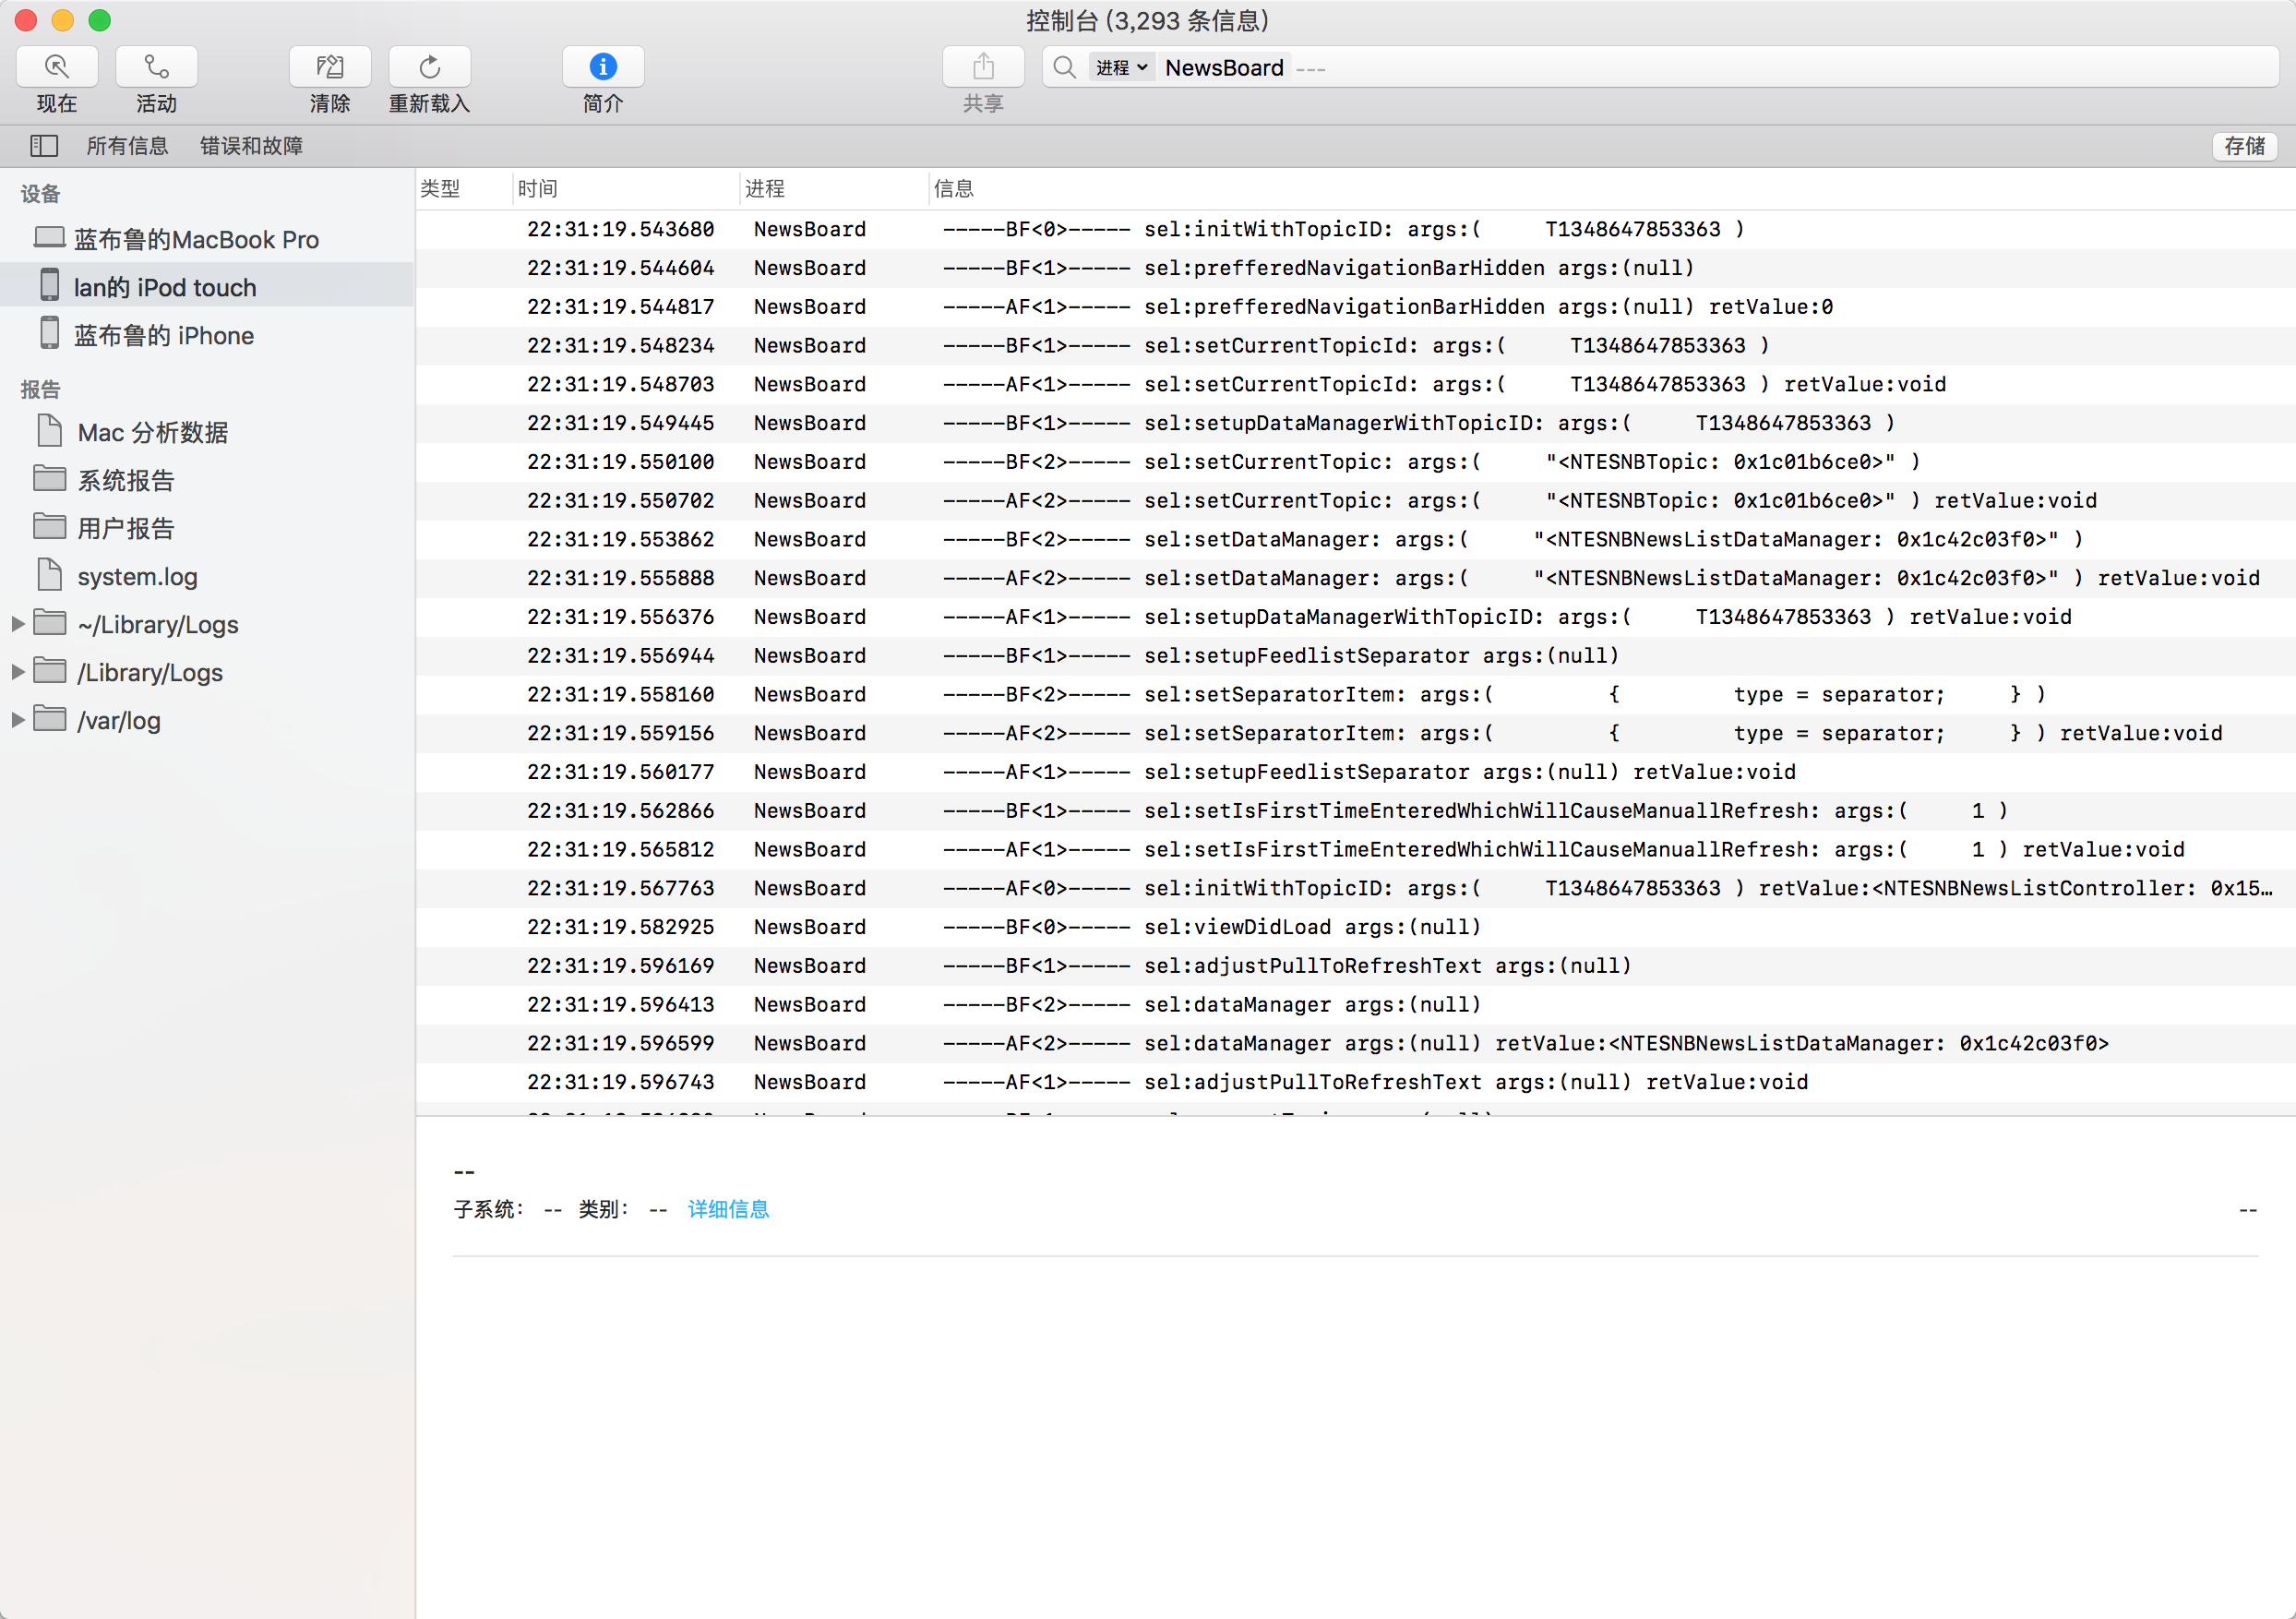 控制台 (3,293 条信息)
现在 活动 清除 重新载入 简介 共享 进程 NewsBoard ---
所有信息 错误和故障 存储
设备
蓝布鲁的MacBook Pro
lan的 iPod touch
蓝布鲁的 iPhone
报告
Mac 分析数据
系统报告
用户报告
system.log
~/Library/Logs
/Library/Logs
/var/log
类型 时间 进程 信息
22:31:19.543680 NewsBoard -----BF<0>----- sel:initWithTopicID: args:( T1348647853363 )
22:31:19.544604 NewsBoard -----BF<1>----- sel:prefferedNavigationBarHidden args:(null)
22:31:19.544817 NewsBoard -----AF<1>----- sel:prefferedNavigationBarHidden args:(null) retValue:0
22:31:19.548234 NewsBoard -----BF<1>----- sel:setCurrentTopicId: args:( T1348647853363 )
22:31:19.548703 NewsBoard -----AF<1>----- sel:setCurrentTopicId: args:( T1348647853363 ) retValue:void
22:31:19.549445 NewsBoard -----BF<1>----- sel:setupDataManagerWithTopicID: args:( T1348647853363 )
22:31:19.550100 NewsBoard -----BF<2>----- sel:setCurrentTopic: args:( "<NTESNBTopic: 0x1c01b6ce0>" )
22:31:19.550702 NewsBoard -----AF<2>----- sel:setCurrentTopic: args:( "<NTESNBTopic: 0x1c01b6ce0>" ) retValue:void
22:31:19.553862 NewsBoard -----BF<2>----- sel:setDataManager: args:( "<NTESNBNewsListDataManager: 0x1c42c03f0>" )
22:31:19.555888 NewsBoard -----AF<2>----- sel:setDataManager: args:( "<NTESNBNewsListDataManager: 0x1c42c03f0>" ) retValue:void
22:31:19.556376 NewsBoard -----AF<1>----- sel:setupDataManagerWithTopicID: args:( T1348647853363 ) retValue:void
22:31:19.556944 NewsBoard -----BF<1>----- sel:setupFeedlistSeparator args:(null)
22:31:19.558160 NewsBoard -----BF<2>----- sel:setSeparatorItem: args:( { type = separator; } )
22:31:19.559156 NewsBoard -----AF<2>----- sel:setSeparatorItem: args:( { type = separator; } ) retValue:void
22:31:19.560177 NewsBoard -----AF<1>----- sel:setupFeedlistSeparator args:(null) retValue:void
22:31:19.562866 NewsBoard -----BF<1>----- sel:setIsFirstTimeEnteredWhichWillCauseManuallRefresh: args:( 1 )
22:31:19.565812 NewsBoard -----AF<1>----- sel:setIsFirstTimeEnteredWhichWillCauseManuallRefresh: args:( 1 ) retValue:void
22:31:19.567763 NewsBoard -----AF<0>----- sel:initWithTopicID: args:( T1348647853363 ) retValue:<NTESNBNewsListController: 0x15…
22:31:19.582925 NewsBoard -----BF<0>----- sel:viewDidLoad args:(null)
22:31:19.596169 NewsBoard -----BF<1>----- sel:adjustPullToRefreshText args:(null)
22:31:19.596413 NewsBoard -----BF<2>----- sel:dataManager args:(null)
22:31:19.596599 NewsBoard -----AF<2>----- sel:dataManager args:(null) retValue:<NTESNBNewsListDataManager: 0x1c42c03f0>
22:31:19.596743 NewsBoard -----AF<1>----- sel:adjustPullToRefreshText args:(null) retValue:void
--
子系统： -- 类别： -- 详细信息 --